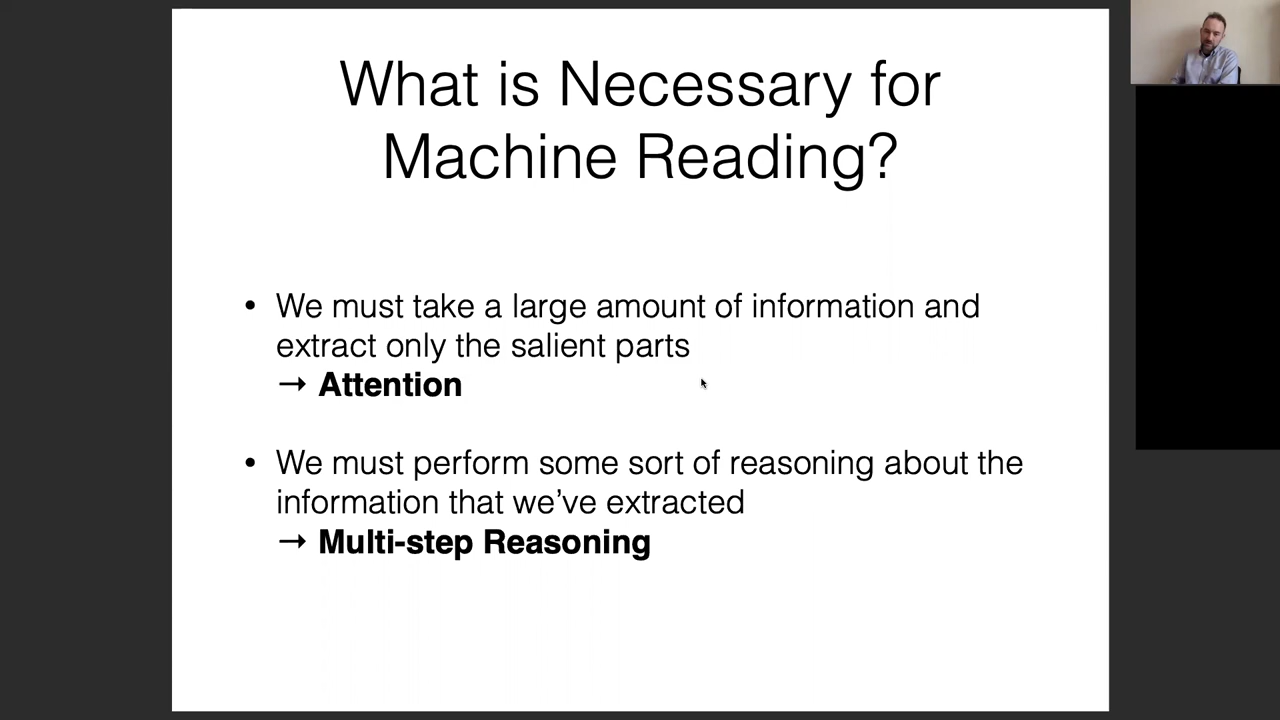 What is Necessary for
Machine Reading?
• We must take a large amount of information and
extract only the salient parts
→ Attention
• We must perform some sort of reasoning about the
information that we’ve extracted
→ Multi-step Reasoning